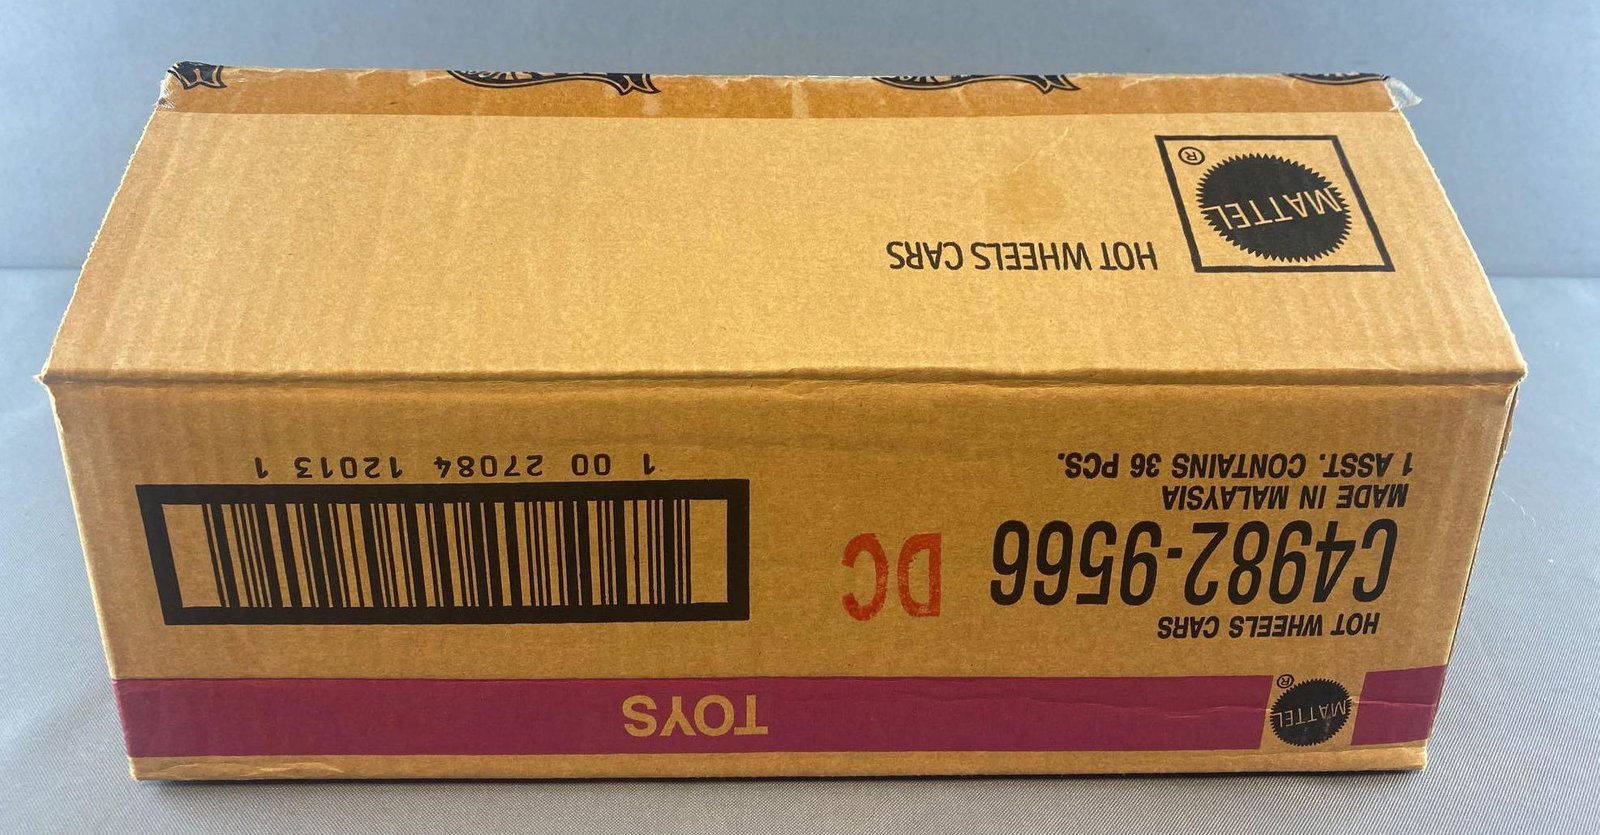 MATTEL ®
TOYS
HOT WHEELS CARS
C4982-9566
MADE IN MALAYSIA
1 ASST. CONTAINS 36 PCS.
DC
1 00 27084 12013 1
MATTEL ®
HOT WHEELS CARS